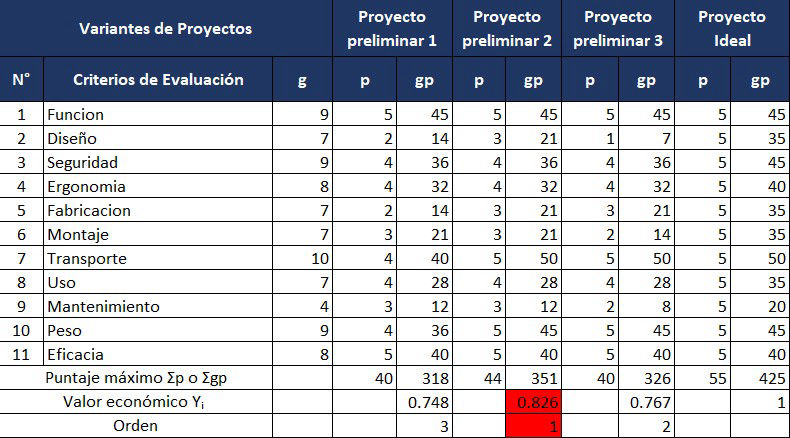 Variantes de Proyectos Proyecto preliminar 1 Proyecto preliminar 2 Proyecto preliminar 3 Proyecto Ideal
N° Criterios de Evaluación g p gp p gp p gp p gp
1 Funcion 9 5 45 5 45 5 45 5 45
2 Diseño 7 2 14 3 21 1 7 5 35
3 Seguridad 9 4 36 4 36 4 36 5 45
4 Ergonomia 8 4 32 4 32 4 32 5 40
5 Fabricacion 7 2 14 3 21 3 21 5 35
6 Montaje 7 3 21 3 21 2 14 5 35
7 Transporte 10 4 40 5 50 5 50 5 50
8 Uso 7 4 28 4 28 4 28 5 35
9 Mantenimiento 4 3 12 3 12 2 8 5 20
10 Peso 9 4 36 5 45 5 45 5 45
11 Eficacia 8 5 40 5 40 5 40 5 40
Puntaje máximo Σp o Σgp 40 318 44 351 40 326 55 425
Valor económico Yᵢ 0.748 0.826 0.767 1
Orden 3 1 2